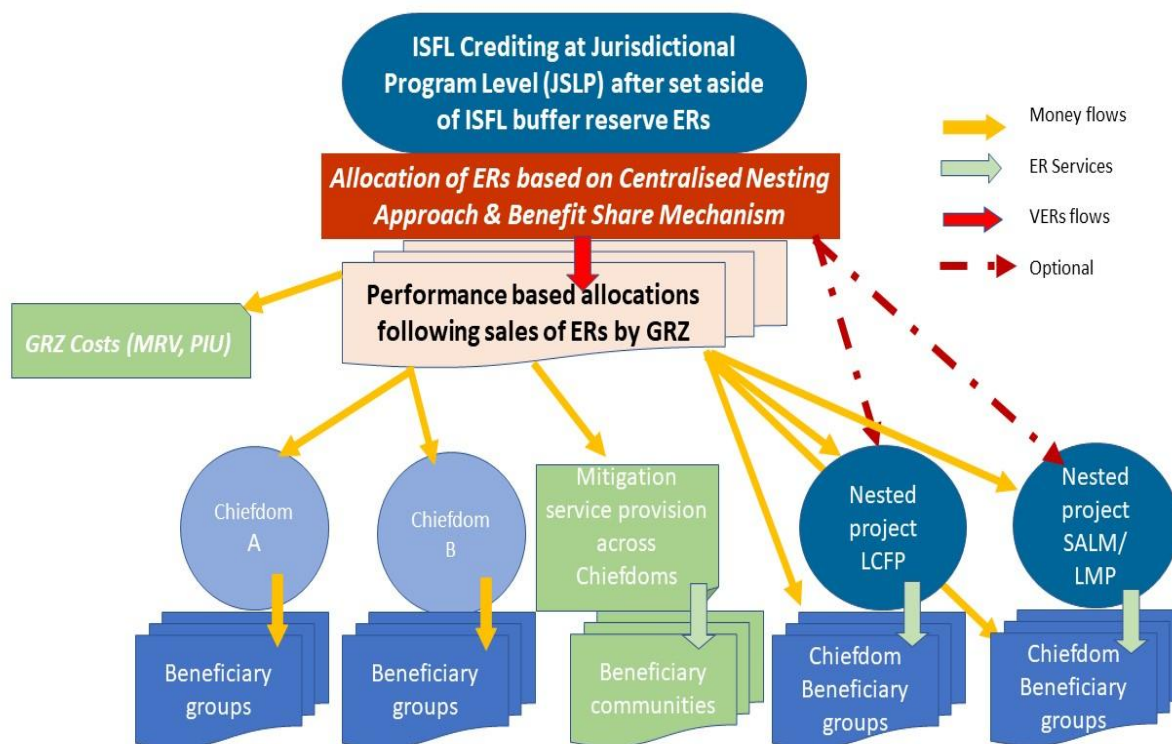 ISFL Crediting at Jurisdictional
Program Level (JSLP) after set aside
of ISFL buffer reserve ERs
Money flows
ER Services
VERs flows
Optional
Allocation of ERs based on Centralised Nesting
Approach & Benefit Share Mechanism
Performance based allocations
following sales of ERs by GRZ
GRZ Costs (MRV, PIU)
Chiefdom
A
Chiefdom
B
Mitigation
service provision
across
Chiefdoms
Nested
project
LCFP
Nested
project
SALM/
LMP
Beneficiary
groups
Beneficiary
groups
Beneficiary
communities
Chiefdom
Beneficiary
groups
Chiefdom
Beneficiary
groups